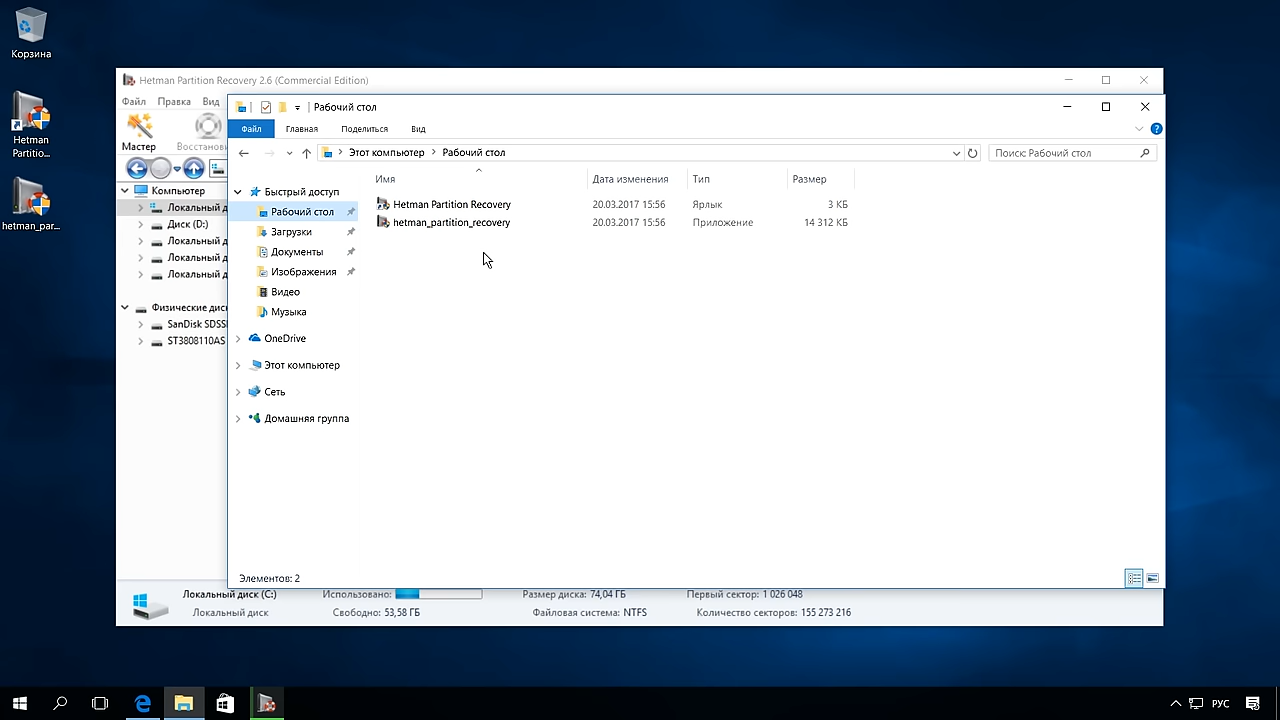 Корзина
Hetman
Partitio...
hetman_par...
Hetman Partition Recovery 2.6 (Commercial Edition)
Файл Правка Вид
Мастер Восстанов
Компьютер
Локальный д
Диск (D:)
Локальный д
Локальный д
Локальный д
Физические дис
SanDisk SDSS
ST3808110AS
Рабочий стол
Файл Главная Поделиться Вид
Этот компьютер Рабочий стол
Поиск: Рабочий стол
Имя Дата изменения Тип Размер
Hetman Partition Recovery 20.03.2017 15:56 Ярлык 3 КБ
hetman_partition_recovery 20.03.2017 15:56 Приложение 14 312 КБ
Быстрый доступ
Рабочий стол
Загрузки
Документы
Изображения
Видео
Музыка
OneDrive
Этот компьютер
Сеть
Домашняя группа
Элементов: 2
Локальный диск (C:) Использовано: Размер диска: 74,04 ГБ Первый сектор: 1 026 048
Локальный диск Свободно: 53,58 ГБ Файловая система: NTFS Количество секторов: 155 273 216
РУС